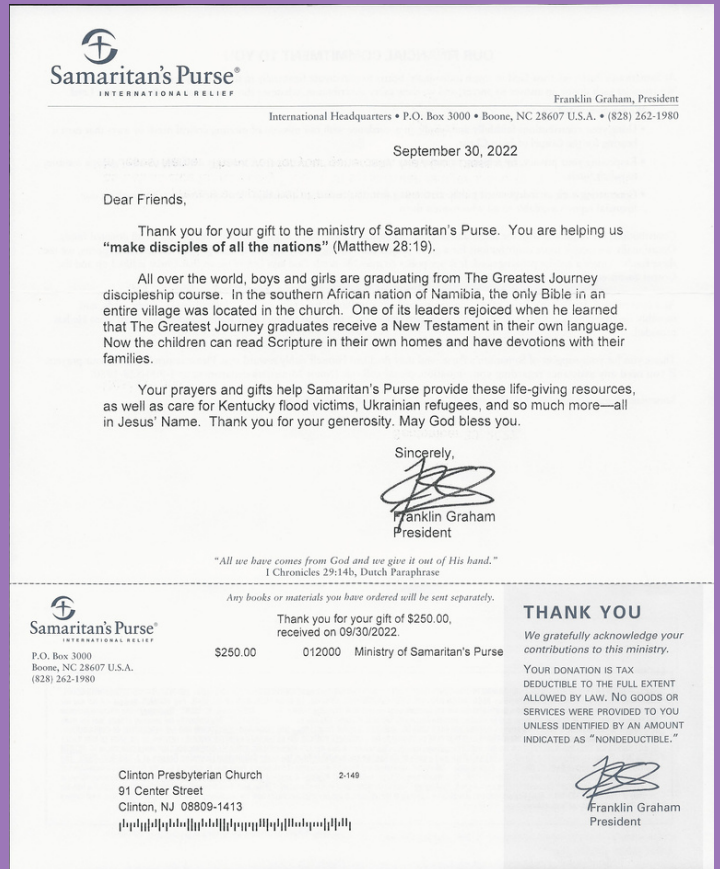 Samaritan's Purse®
INTERNATIONAL RELIEF
Franklin Graham, President
International Headquarters • P.O. Box 3000 • Boone, NC 28607 U.S.A. • (828) 262-1980
September 30, 2022
Dear Friends,
Thank you for your gift to the ministry of Samaritan's Purse. You are helping us
“make disciples of all the nations” (Matthew 28:19).
All over the world, boys and girls are graduating from The Greatest Journey
discipleship course. In the southern African nation of Namibia, the only Bible in an
entire village was located in the church. One of its leaders rejoiced when he learned
that The Greatest Journey graduates receive a New Testament in their own language.
Now the children can read Scripture in their own homes and have devotions with their
families.
Your prayers and gifts help Samaritan's Purse provide these life-giving resources,
as well as care for Kentucky flood victims, Ukrainian refugees, and so much more—all
in Jesus' Name. Thank you for your generosity. May God bless you.
Sincerely,
Franklin Graham
President
“All we have comes from God and we give it out of His hand.”
I Chronicles 29:14b, Dutch Paraphrase
Samaritan's Purse®
INTERNATIONAL RELIEF
P.O. Box 3000
Boone, NC 28607 U.S.A.
(828) 262-1980
Any books or materials you have ordered will be sent separately.
Thank you for your gift of $250.00,
received on 09/30/2022.
$250.00 012000 Ministry of Samaritan's Purse
Clinton Presbyterian Church 2-149
91 Center Street
Clinton, NJ 08809-1413
THANK YOU
We gratefully acknowledge your
contributions to this ministry.
YOUR DONATION IS TAX
DEDUCTIBLE TO THE FULL EXTENT
ALLOWED BY LAW. NO GOODS OR
SERVICES WERE PROVIDED TO YOU
UNLESS IDENTIFIED BY AN AMOUNT
INDICATED AS “NONDEDUCTIBLE.”
Franklin Graham
President